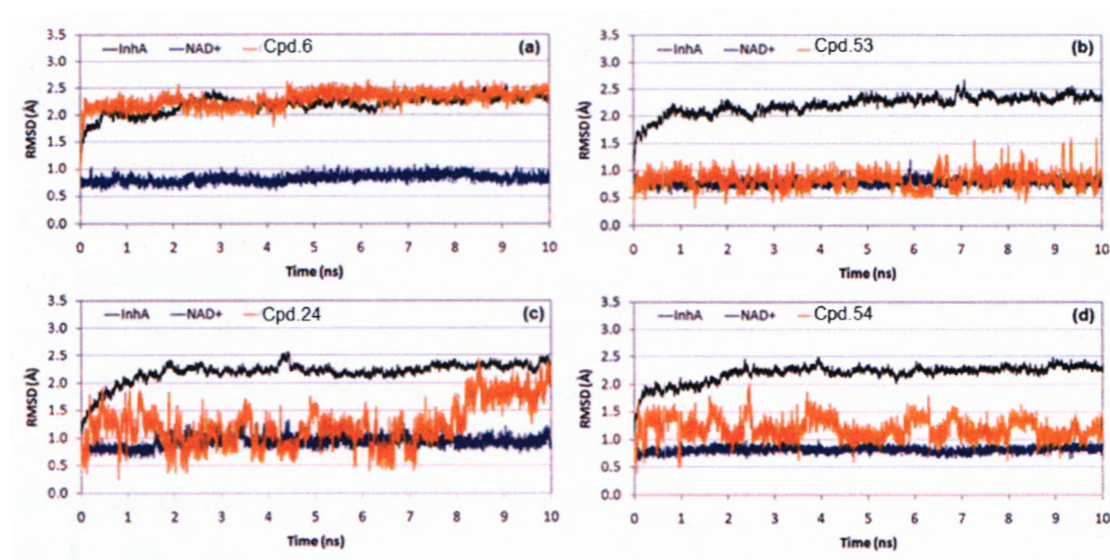 InhA NAD+ Cpd.6 (a)
3.5
3.0
2.5
2.0
1.5
1.0
0.5
0.0
RMSD (Å)
0 1 2 3 4 5 6 7 8 9 10
Time (ns)
InhA NAD+ Cpd.53 (b)
3.5
3.0
2.5
2.0
1.5
1.0
0.5
0.0
RMSD (Å)
0 1 2 3 4 5 6 7 8 9 10
Time (ns)
InhA NAD+ Cpd.24 (c)
3.5
3.0
2.5
2.0
1.5
1.0
0.5
0.0
RMSD (Å)
0 1 2 3 4 5 6 7 8 9 10
Time (ns)
InhA NAD+ Cpd.54 (d)
3.5
3.0
2.5
2.0
1.5
1.0
0.5
0.0
RMSD (Å)
0 1 2 3 4 5 6 7 8 9 10
Time (ns)